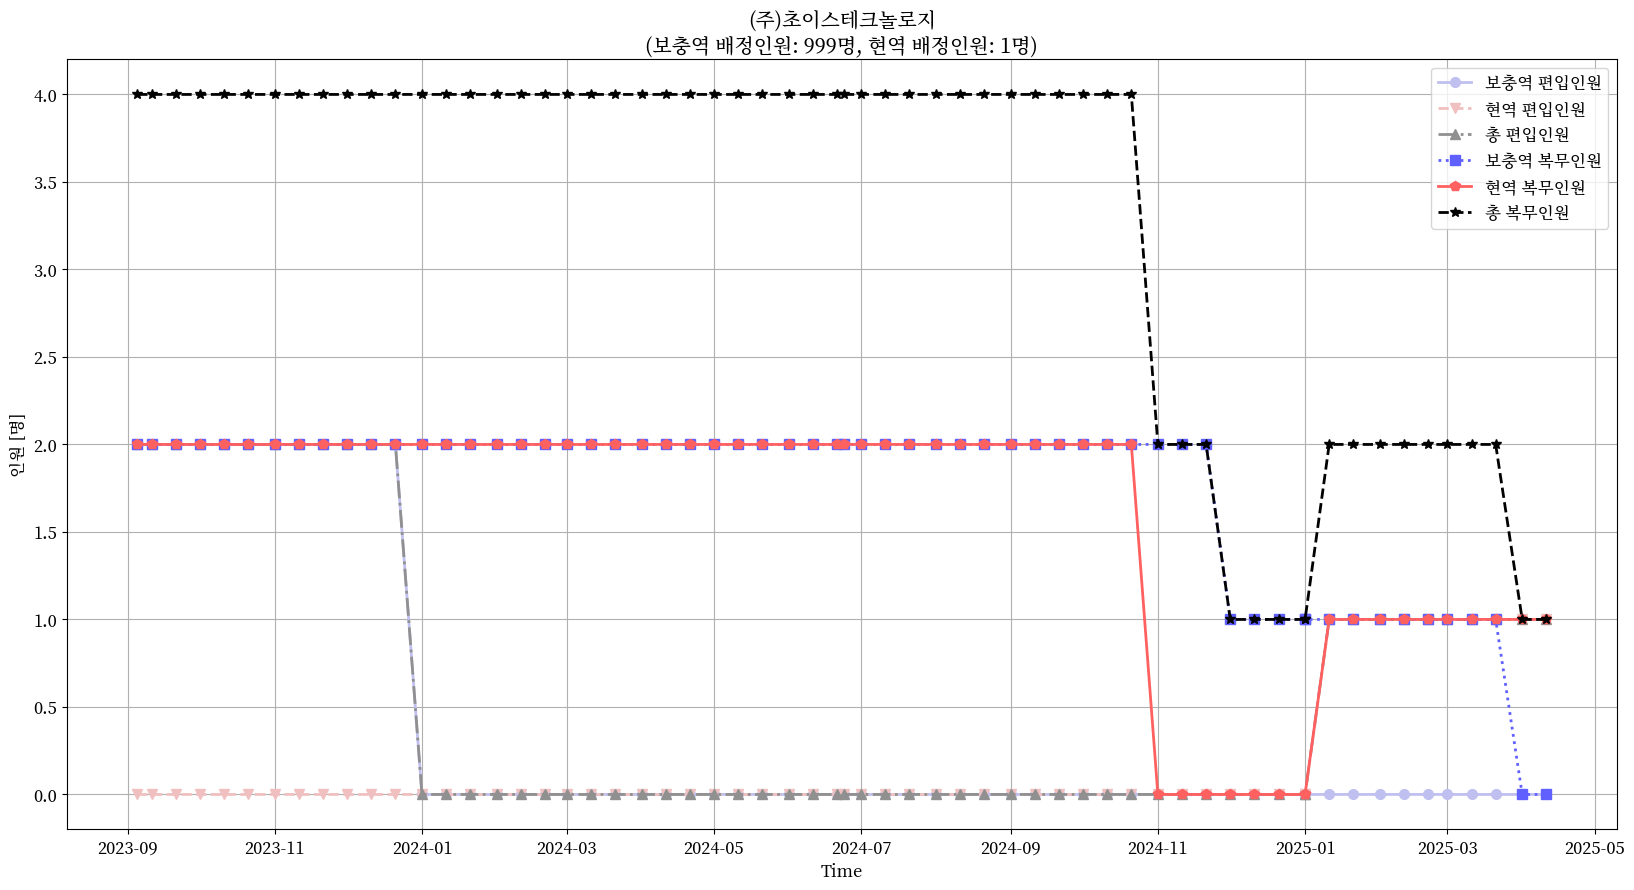 (주)초이스테크놀로지
(보충역 배정인원: 999명, 현역 배정인원: 1명)
보충역 편입인원
현역 편입인원
총 편입인원
보충역 복무인원
현역 복무인원
총 복무인원
인원 [명]
4.0
3.5
3.0
2.5
2.0
1.5
1.0
0.5
0.0
2023-09
2023-11
2024-01
2024-03
2024-05
2024-07
2024-09
2024-11
2025-01
2025-03
2025-05
Time